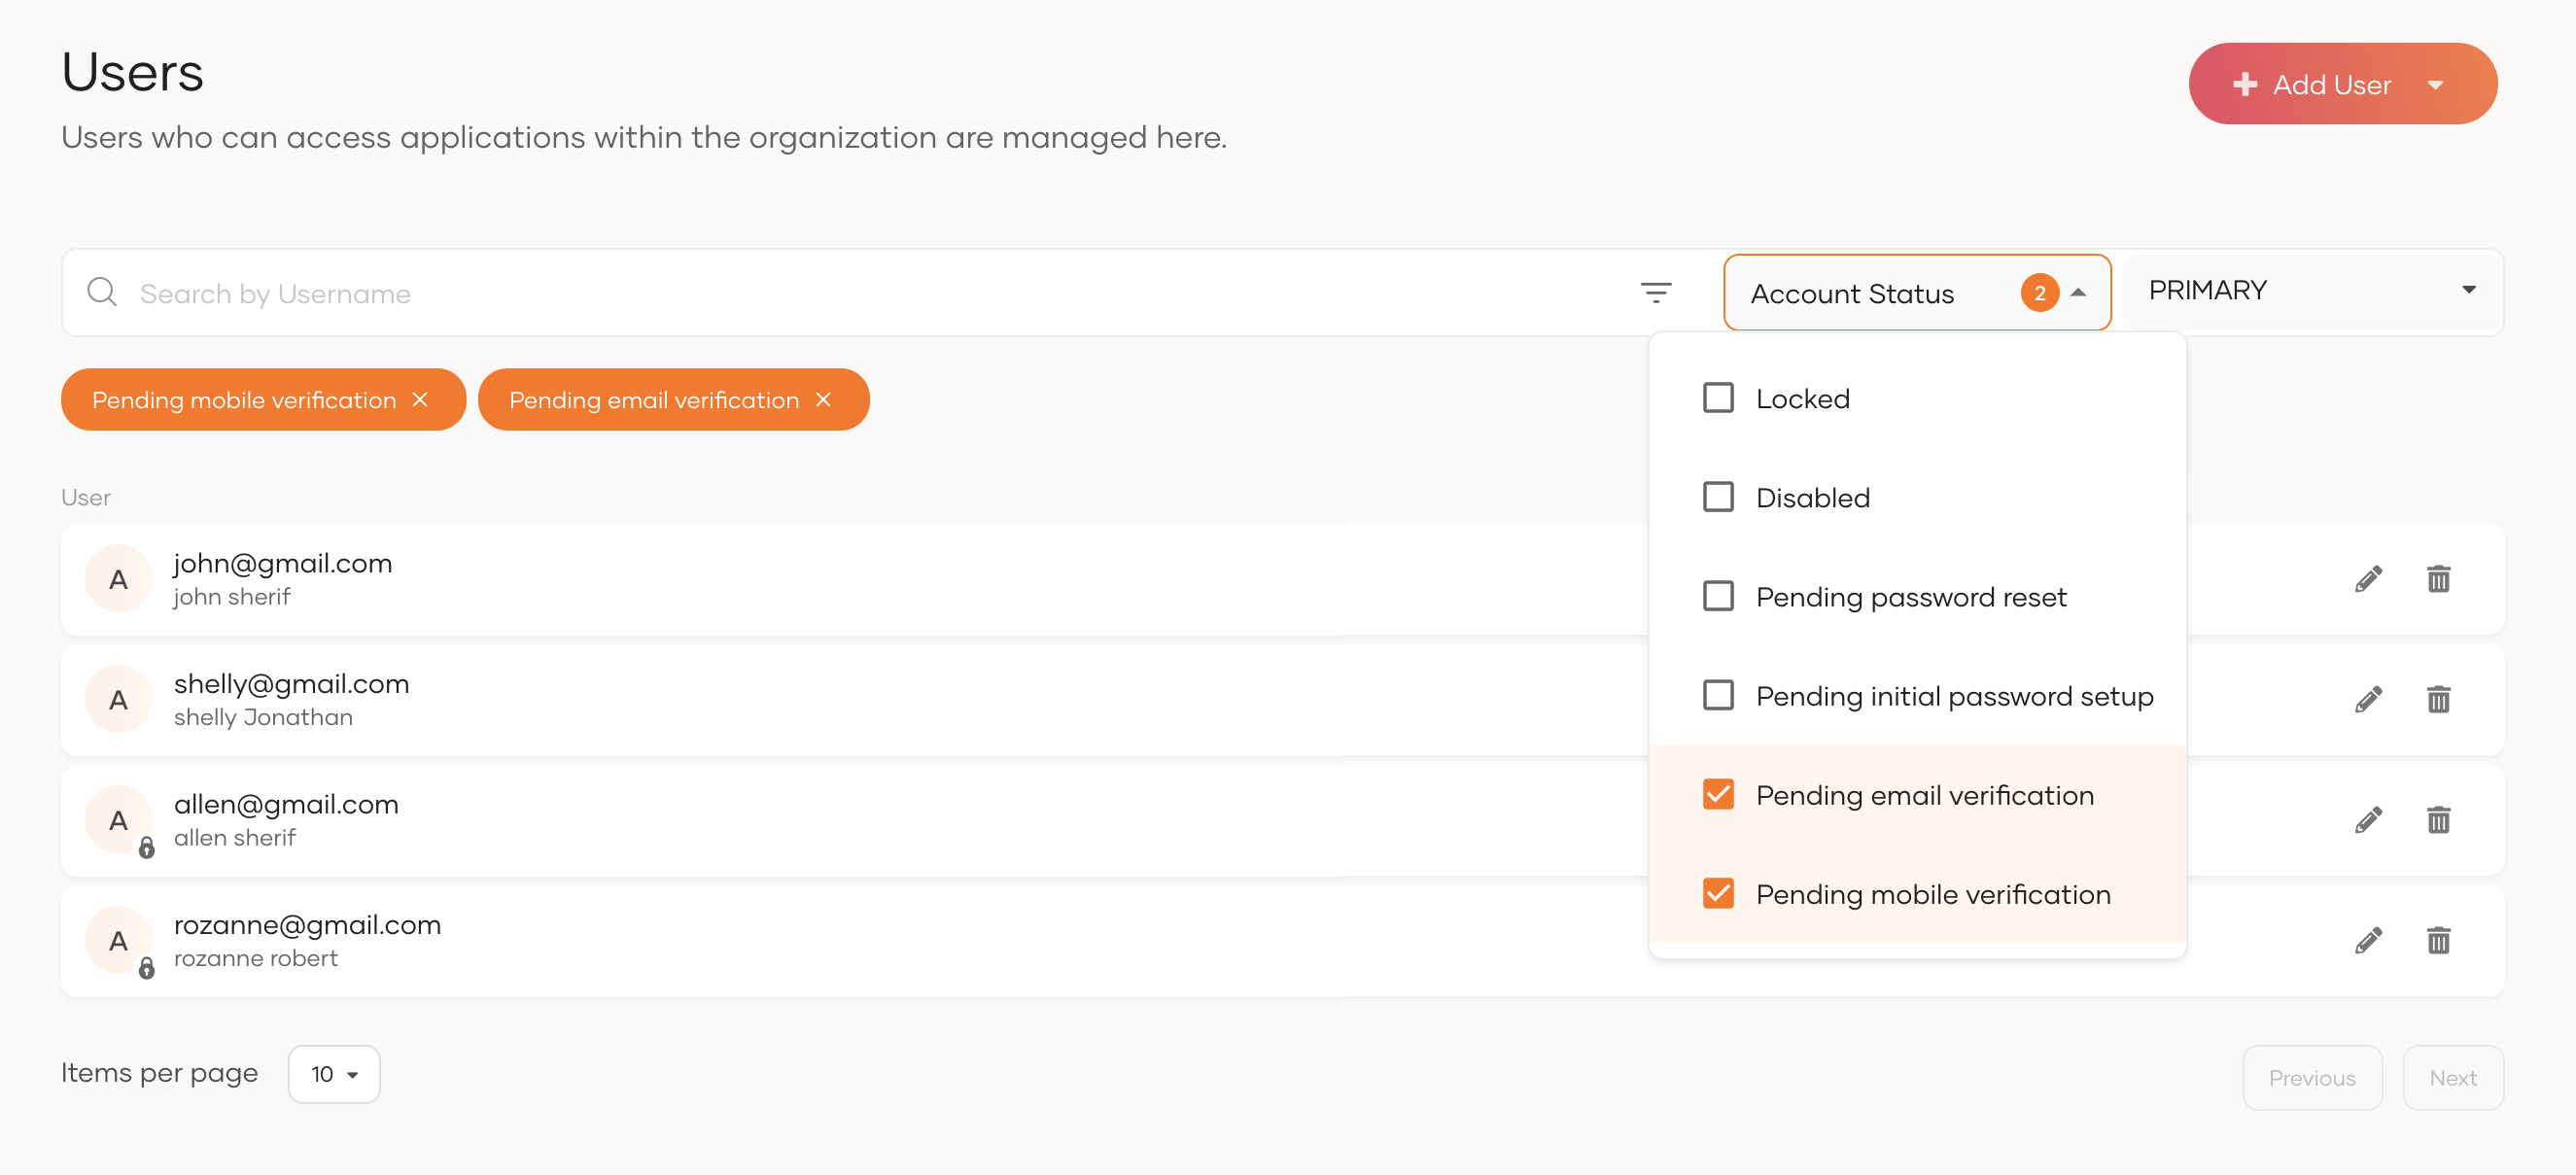 Users
Add User
Users who can access applications within the organization are managed here.
Search by Username
Account Status 2
PRIMARY
Pending mobile verification
Pending email verification
Locked
Disabled
Pending password reset
Pending initial password setup
Pending email verification
Pending mobile verification
User
A
john@gmail.com
john sherif
A
shelly@gmail.com
shelly Jonathan
A
allen@gmail.com
allen sherif
A
rozanne@gmail.com
rozanne robert
Items per page 10
Previous
Next